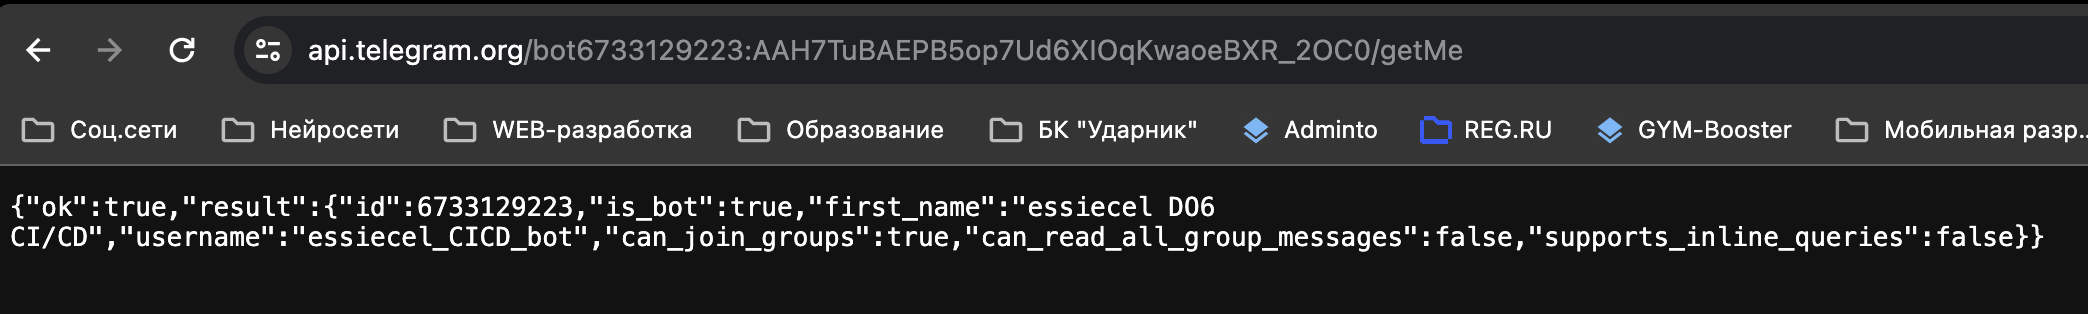 api.telegram.org/bot6733129223:AAH7TuBAEPB5op7Ud6XIOqKwaoeBXR_2OC0/getMe
Соц.сети Нейросети WEB-разработка Образование БК "Ударник" Adminto REG.RU GYM-Booster Мобильная разр...
{"ok":true,"result":{"id":6733129223,"is_bot":true,"first_name":"essiecel DO6
CI/CD","username":"essiecel_CICD_bot","can_join_groups":true,"can_read_all_group_messages":false,"supports_inline_queries":false}}